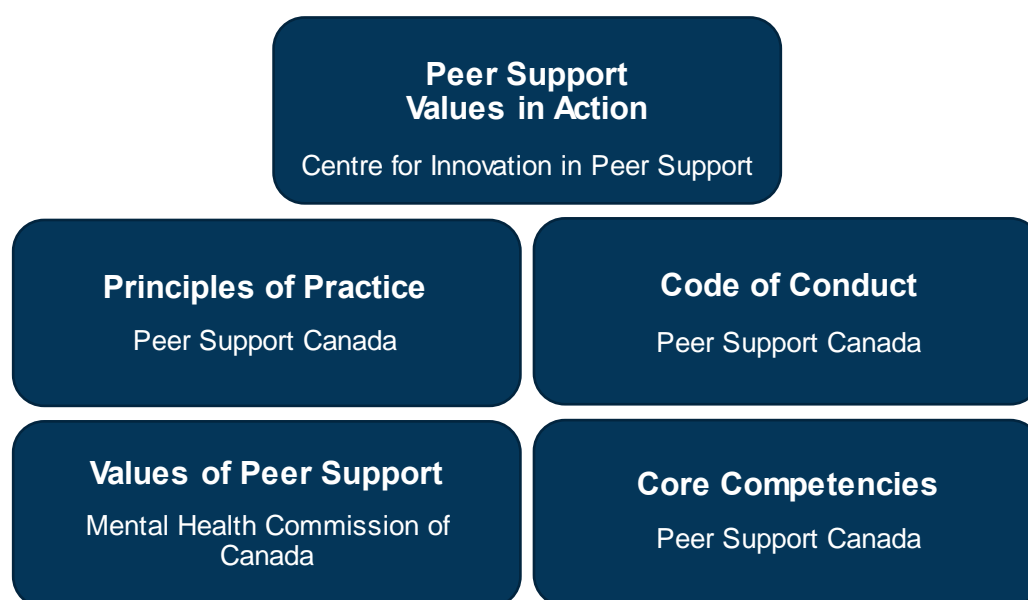 Peer Support
Values in Action
Centre for Innovation in Peer Support
Principles of Practice
Peer Support Canada
Code of Conduct
Peer Support Canada
Values of Peer Support
Mental Health Commission of
Canada
Core Competencies
Peer Support Canada